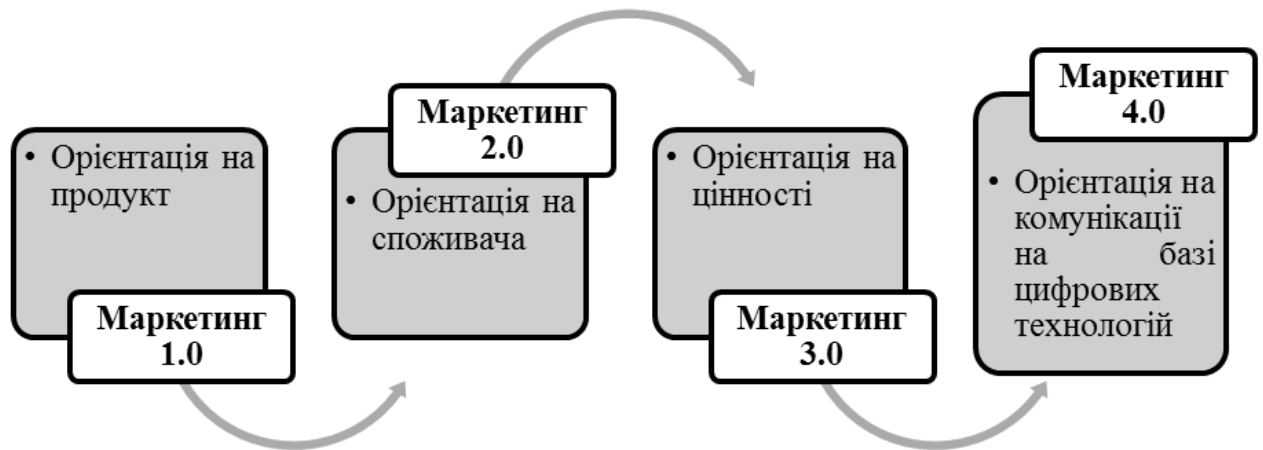 • Орієнтація на
продукт
Маркетинг
1.0
Маркетинг
2.0
• Орієнтація на
споживача
• Орієнтація на
цінності
Маркетинг
3.0
Маркетинг
4.0
• Орієнтація на
комунікації
на базі
цифрових
технологій